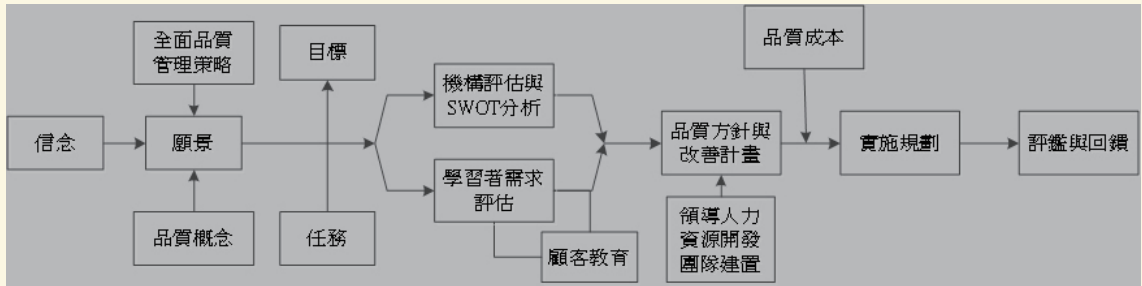 全面品質
管理策略
目標
品質成本
機構評估與
SWOT分析
信念
願景
品質方針與
改善計畫
實施規劃
評鑑與回饋
學習者需求
評估
品質概念
任務
顧客教育
領導人力
資源開發
團隊建置